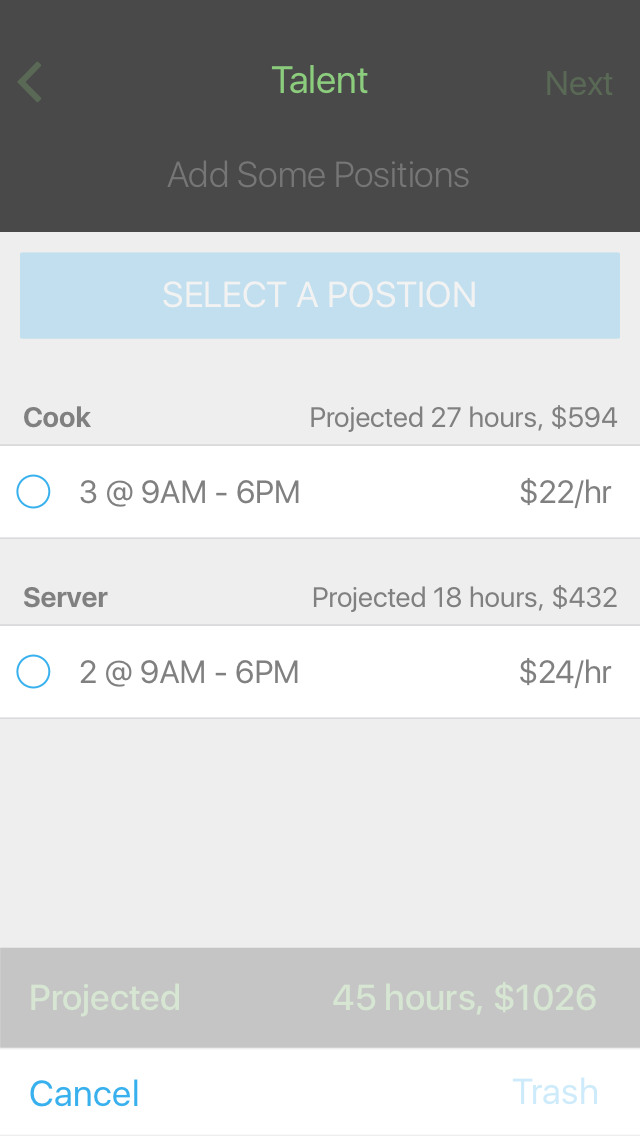 Talent
Next
Add Some Positions
SELECT A POSTION
Cook Projected 27 hours, $594
3 @ 9AM - 6PM $22/hr
Server Projected 18 hours, $432
2 @ 9AM - 6PM $24/hr
Projected 45 hours, $1026
Cancel Trash